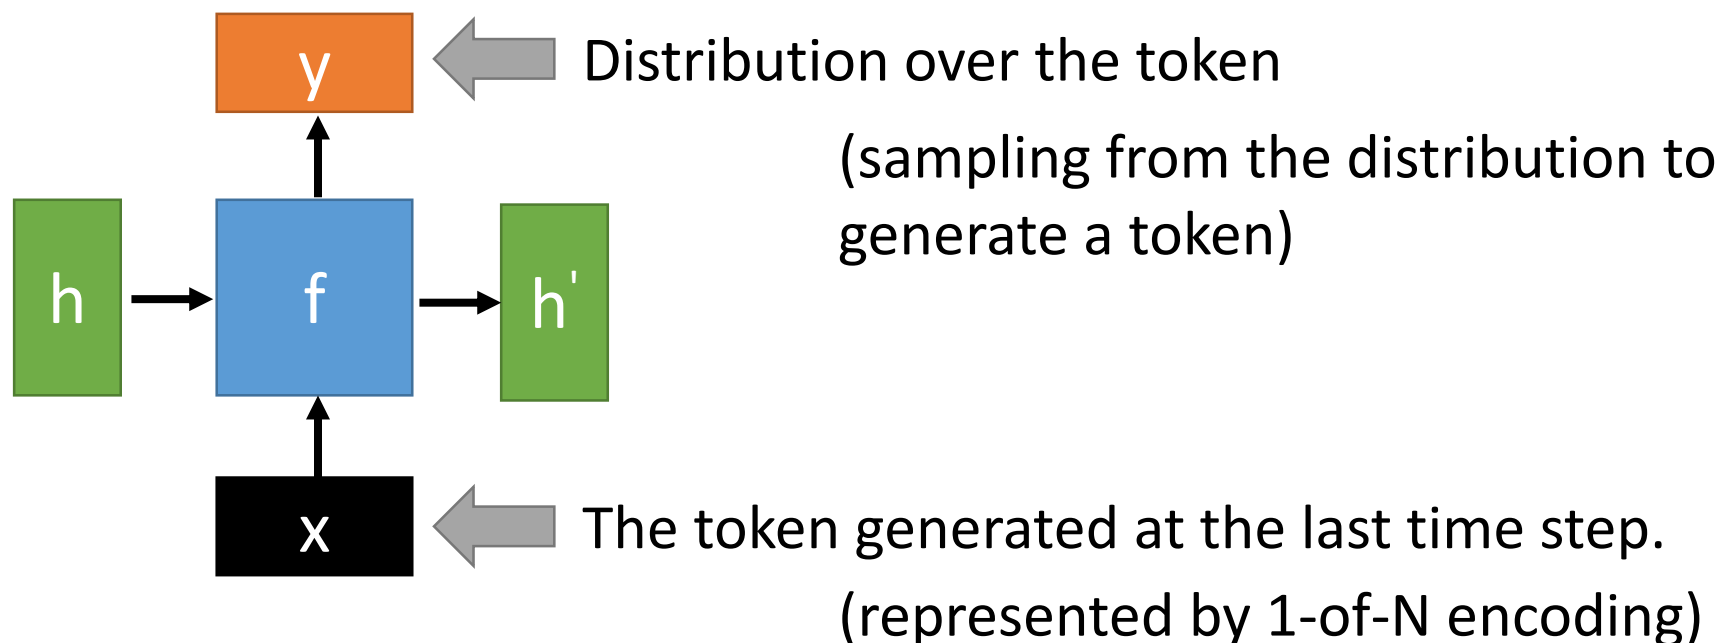 y
Distribution over the token
(sampling from the distribution to
generate a token)
h
f
h'
x
The token generated at the last time step.
(represented by 1-of-N encoding)